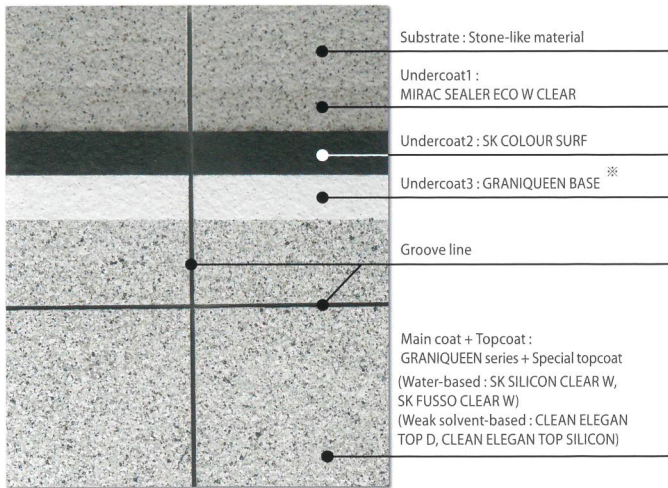 Substrate : Stone-like material
Undercoat1 :
MIRAC SEALER ECO W CLEAR
Undercoat2 : SK COLOUR SURF
Undercoat3 : GRANIQUEEN BASE ※
Groove line
Main coat + Topcoat :
GRANIQUEEN series + Special topcoat
(Water-based : SK SILICON CLEAR W,
SK FUSSO CLEAR W)
(Weak solvent-based : CLEAN ELEGAN
TOP D, CLEAN ELEGAN TOP SILICON)